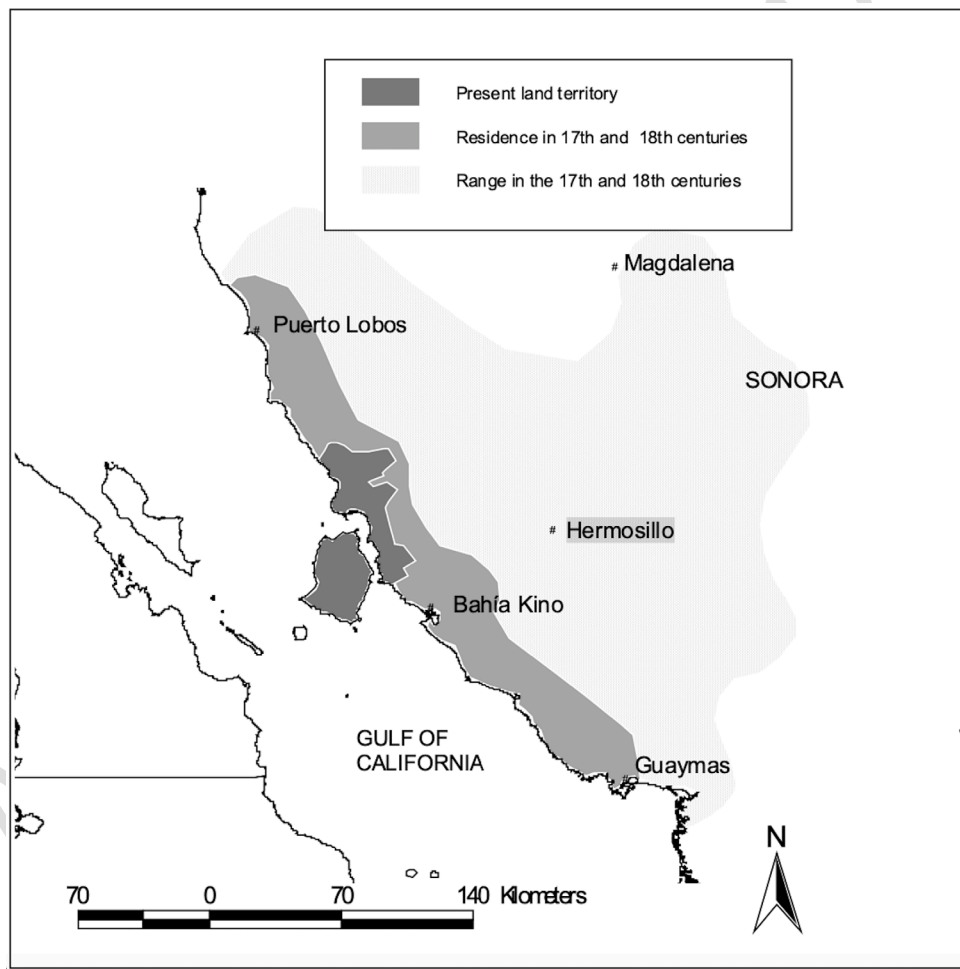 Present land territory
Residence in 17th and 18th centuries
Range in the 17th and 18th centuries
# Magdalena
# Puerto Lobos
SONORA
# Hermosillo
Bahía Kino
GULF OF
CALIFORNIA
Guaymas
N
70 0 70 140 Kilometers